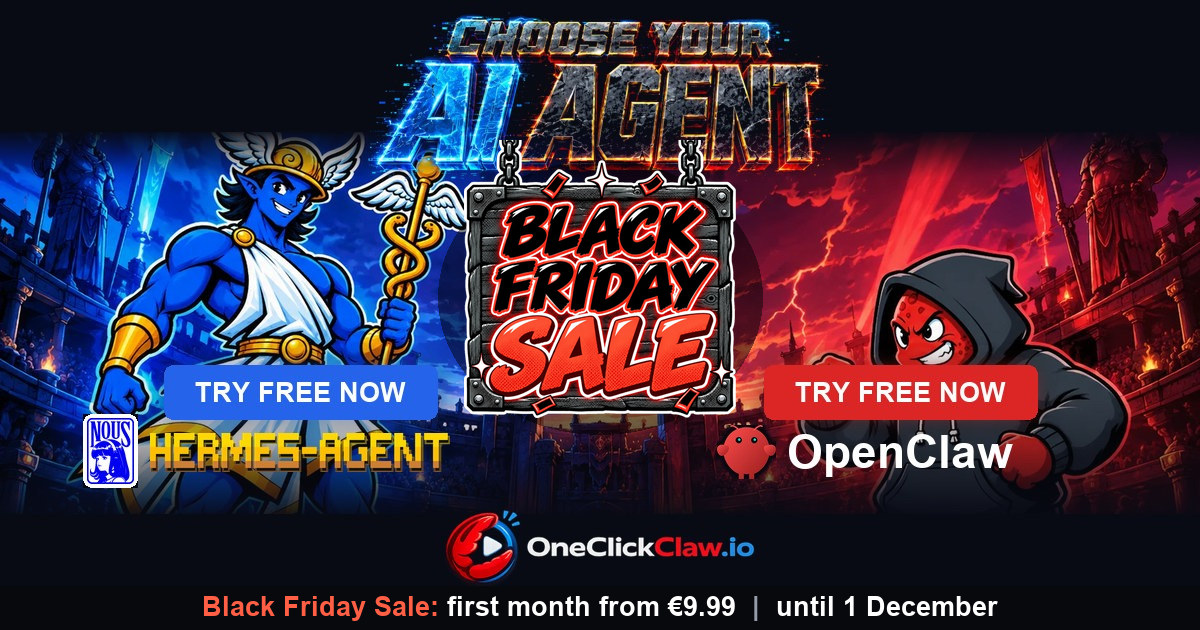 CHOOSE YOUR
AI AGENT
BLACK
FRIDAY
SALE
TRY FREE NOW
TRY FREE NOW
NOUS
HERMES-AGENT
OpenClaw
OneClickClaw.io
Black Friday Sale: first month from €9.99 | until 1 December